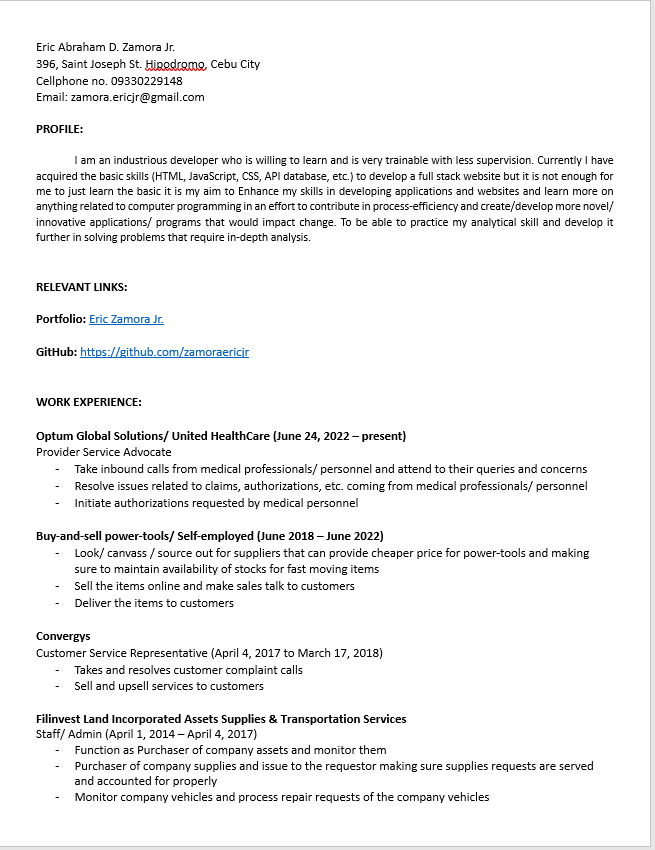 Eric Abraham D. Zamora Jr.
396, Saint Joseph St. Hipodromo, Cebu City
Cellphone no. 09330229148
Email: zamora.ericjr@gmail.com
PROFILE:
I am an industrious developer who is willing to learn and is very trainable with less supervision. Currently I have
acquired the basic skills (HTML, JavaScript, CSS, API database, etc.) to develop a full stack website but it is not enough for
me to just learn the basic it is my aim to Enhance my skills in developing applications and websites and learn more on
anything related to computer programming in an effort to contribute in process-efficiency and create/develop more novel/
innovative applications/ programs that would impact change. To be able to practice my analytical skill and develop it
further in solving problems that require in-depth analysis.
RELEVANT LINKS:
Portfolio: Eric Zamora Jr.
GitHub: https://github.com/zamoraericjr
WORK EXPERIENCE:
Optum Global Solutions/ United HealthCare (June 24, 2022 – present)
Provider Service Advocate
- Take inbound calls from medical professionals/ personnel and attend to their queries and concerns
- Resolve issues related to claims, authorizations, etc. coming from medical professionals/ personnel
- Initiate authorizations requested by medical personnel
Buy-and-sell power-tools/ Self-employed (June 2018 – June 2022)
- Look/ canvass / source out for suppliers that can provide cheaper price for power-tools and making
sure to maintain availability of stocks for fast moving items
- Sell the items online and make sales talk to customers
- Deliver the items to customers
Convergys
Customer Service Representative (April 4, 2017 to March 17, 2018)
- Takes and resolves customer complaint calls
- Sell and upsell services to customers
Filinvest Land Incorporated Assets Supplies & Transportation Services
Staff/ Admin (April 1, 2014 – April 4, 2017)
- Function as Purchaser of company assets and monitor them
- Purchaser of company supplies and issue to the requestor making sure supplies requests are served
and accounted for properly
- Monitor company vehicles and process repair requests of the company vehicles